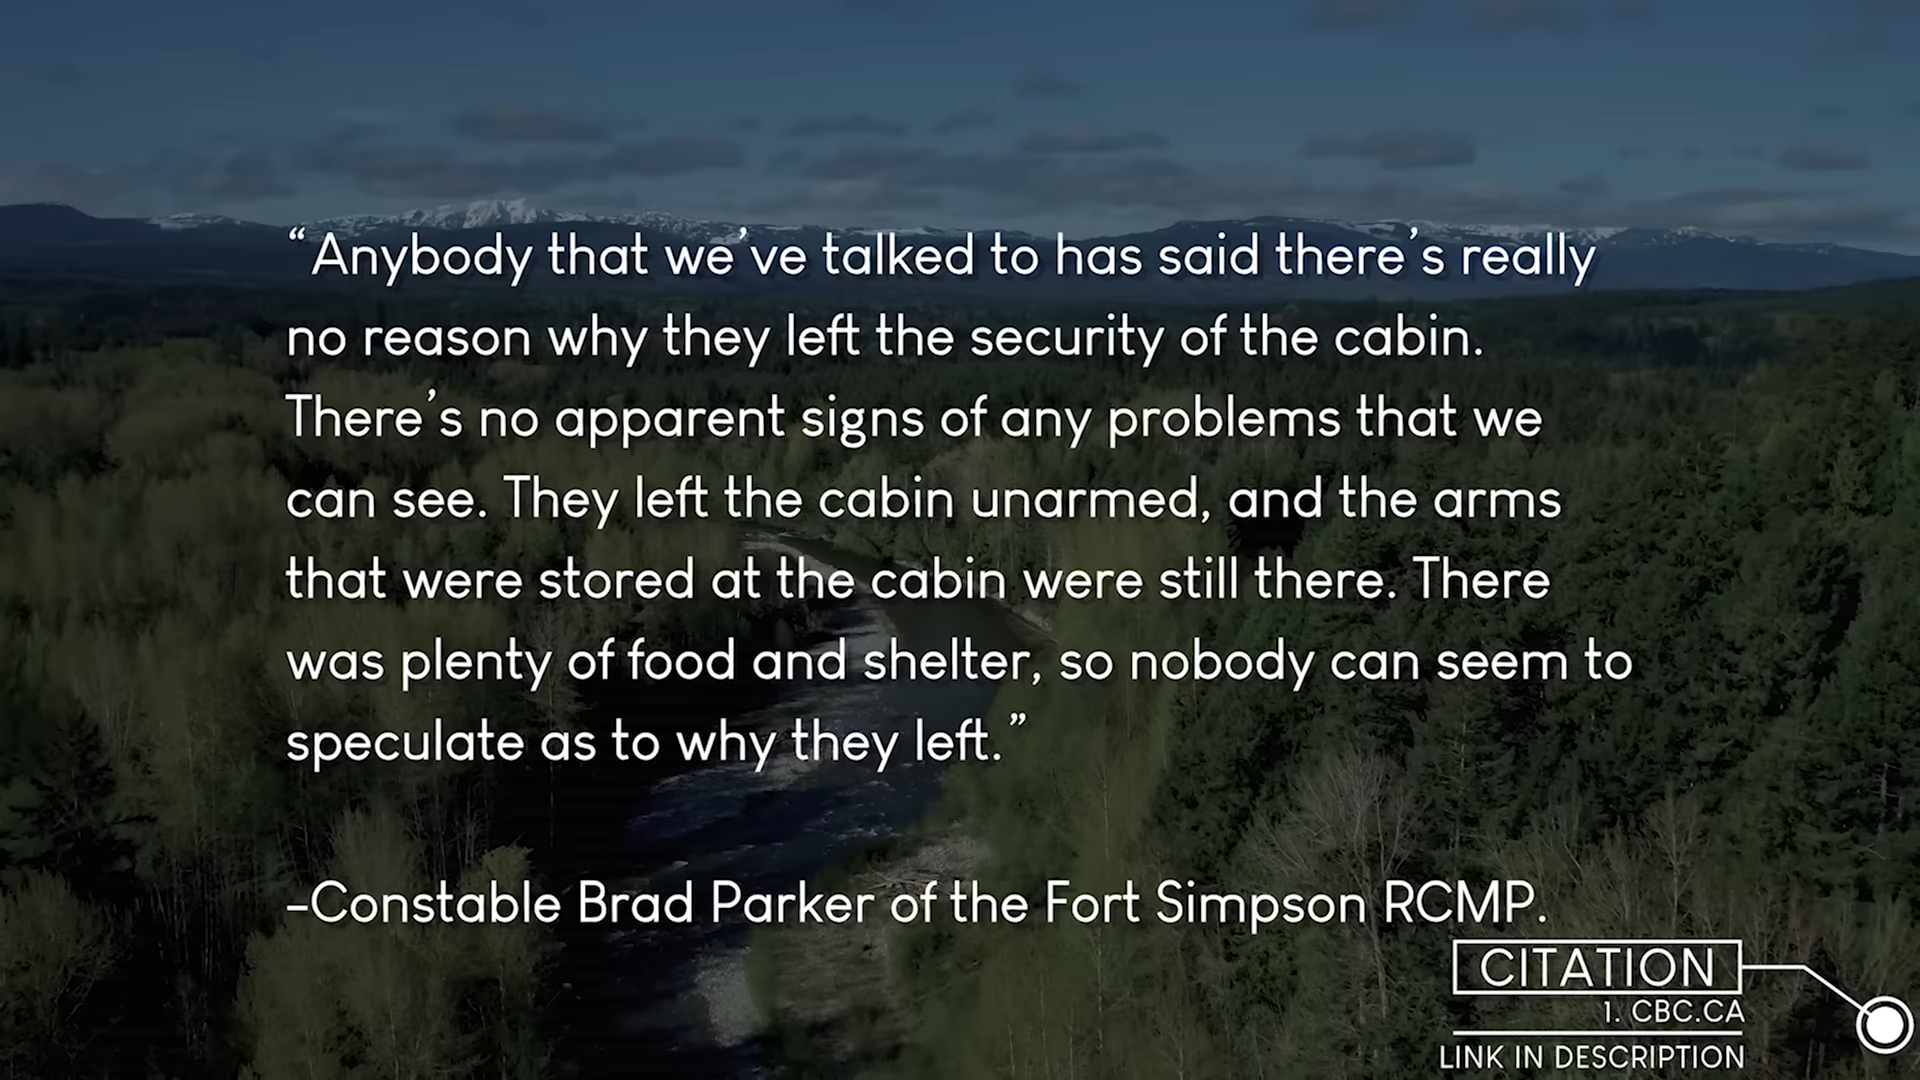 “Anybody that we’ve talked to has said there’s really
no reason why they left the security of the cabin.
There’s no apparent signs of any problems that we
can see. They left the cabin unarmed, and the arms
that were stored at the cabin were still there. There
was plenty of food and shelter, so nobody can seem to
speculate as to why they left.”
-Constable Brad Parker of the Fort Simpson RCMP.
CITATION
1. CBC.CA
LINK IN DESCRIPTION